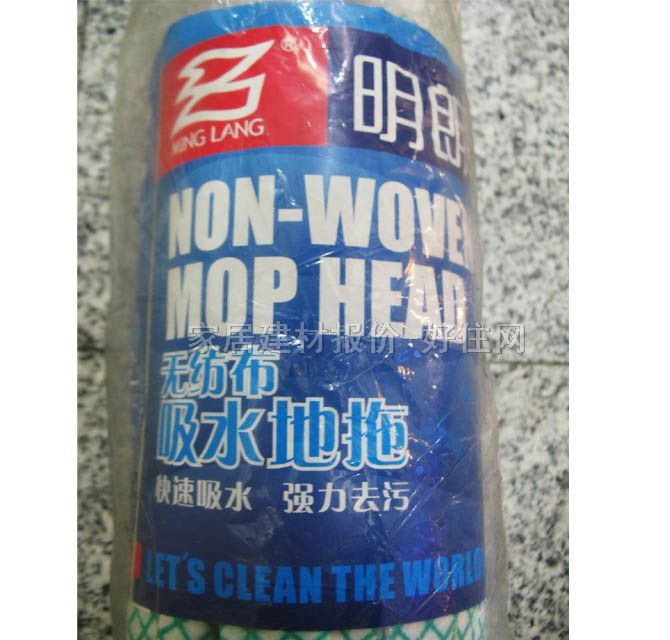 ® 明朗
MING LANG
NON-WOVEN
MOP HEAD
家居建材报价 好住网
无纺布
吸水地拖
快速吸水 强力去污
LET'S CLEAN THE WORLD